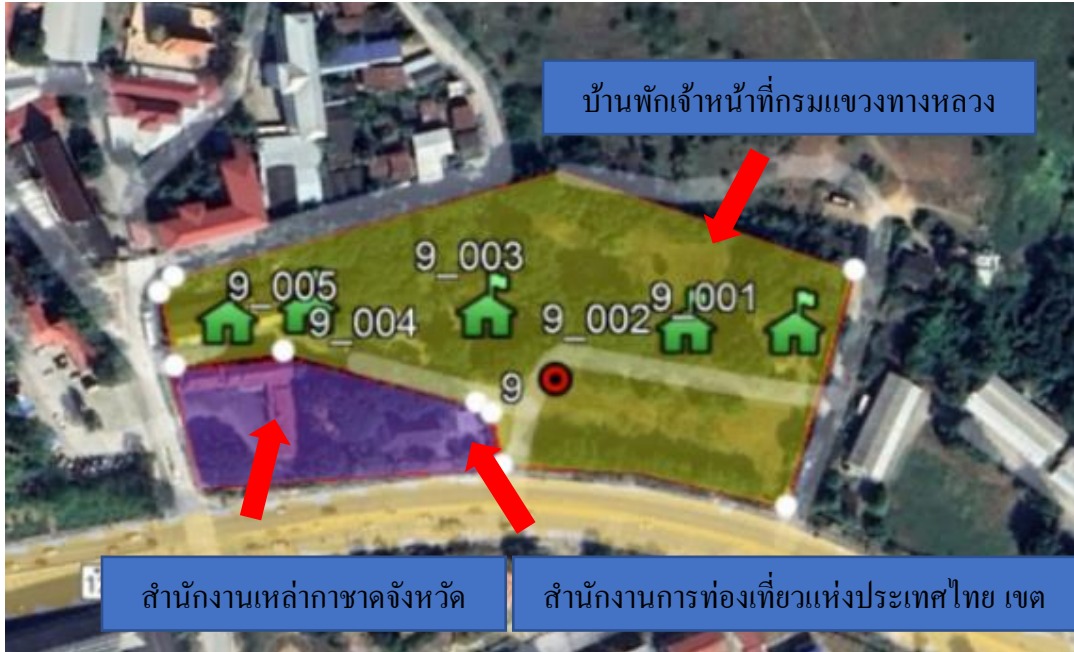 บ้านพักเจ้าหน้าที่กรมแขวงทางหลวง
9_003
9_005
9_001
9_004
9_002
9
สำนักงานเหล่ากาชาดจังหวัด
สำนักงานการท่องเที่ยวแห่งประเทศไทย เขต